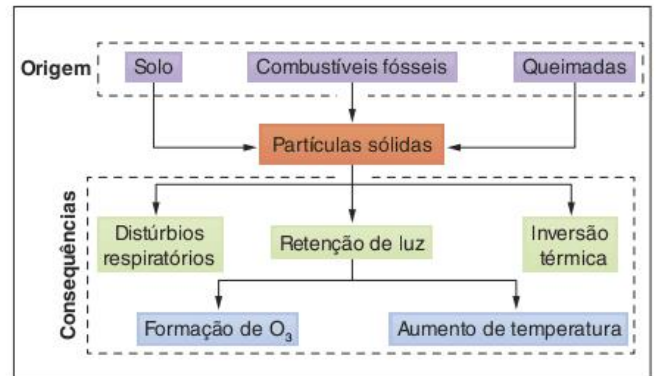 Origem
Solo
Combustíveis fósseis
Queimadas
Partículas sólidas
Consequências
Distúrbios
respiratórios
Retenção de luz
Inversão
térmica
Formação de O₃
Aumento de temperatura